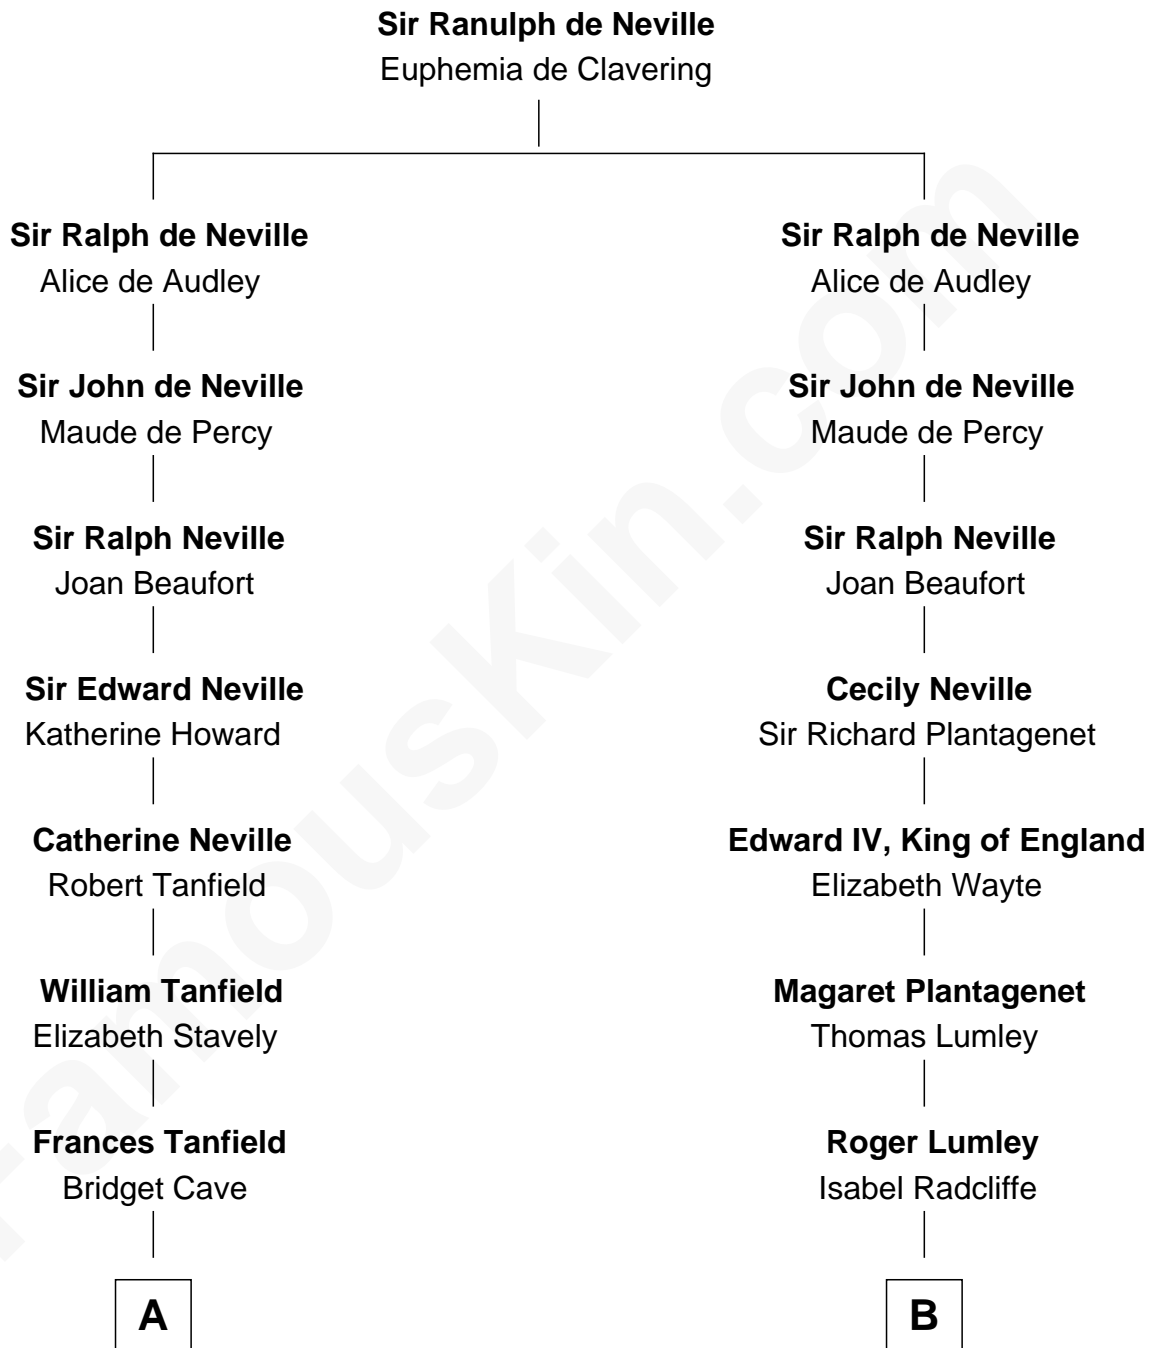 Sir Ranulph de Neville
Euphemia de Clavering
Sir Ralph de Neville
Alice de Audley
Sir John de Neville
Maude de Percy
Sir Ralph Neville
Joan Beaufort
Sir Edward Neville
Katherine Howard
Catherine Neville
Robert Tanfield
William Tanfield
Elizabeth Stavely
Frances Tanfield
Bridget Cave
A
Sir Ralph de Neville
Alice de Audley
Sir John de Neville
Maude de Percy
Sir Ralph Neville
Joan Beaufort
Cecily Neville
Sir Richard Plantagenet
Edward IV, King of England
Elizabeth Wayte
Magaret Plantagenet
Thomas Lumley
Roger Lumley
Isabel Radcliffe
B
FamousKin.com